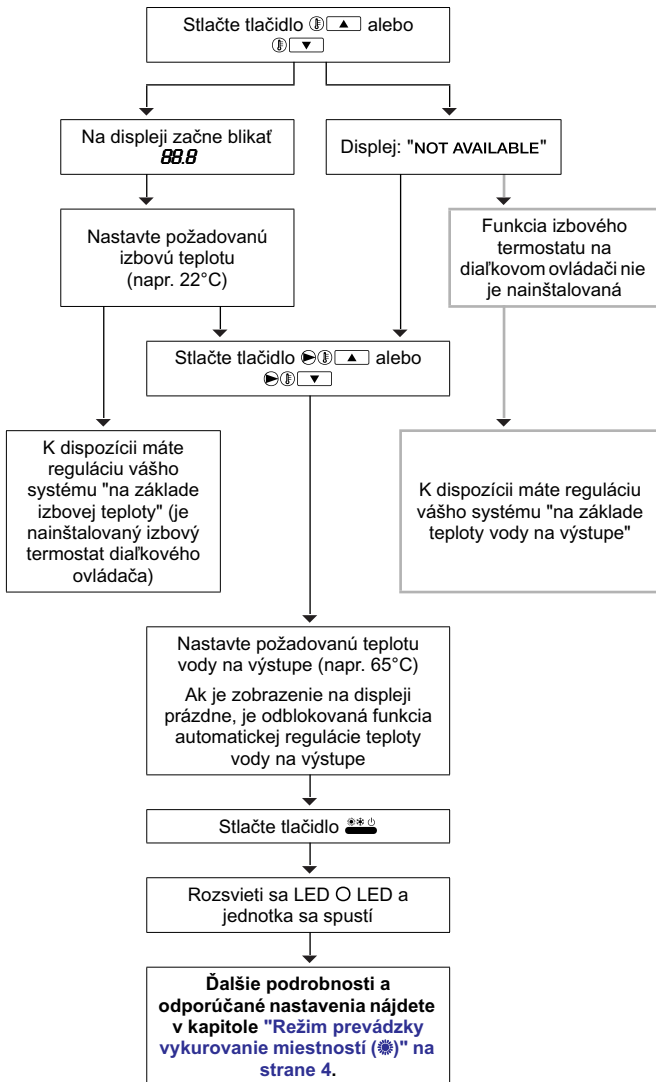 Stlačte tlačidlo ▲ alebo
▼
Na displeji začne blikať
88.8
Displej: "NOT AVAILABLE"
Nastavte požadovanú
izbovú teplotu
(napr. 22°C)
Funkcia izbového
termostatu na
diaľkovom ovládači nie
je nainštalovaná
Stlačte tlačidlo ▲ alebo
▼
K dispozícii máte
reguláciu vášho
systému "na základe
izbovej teploty" (je
nainštalovaný izbový
termostat diaľkového
ovládača)
K dispozícii máte reguláciu
vášho systému "na základe
teploty vody na výstupe"
Nastavte požadovanú teplotu
vody na výstupe (napr. 65°C)
Ak je zobrazenie na displeji
prázdne, je odblokovaná funkcia
automatickej regulácie teploty
vody na výstupe
Stlačte tlačidlo
Rozsvieti sa LED LED a
jednotka sa spustí
Ďalšie podrobnosti a
odporúčané nastavenia nájdete
v kapitole "Režim prevádzky
vykurovanie miestností (☀)" na
strane 4.